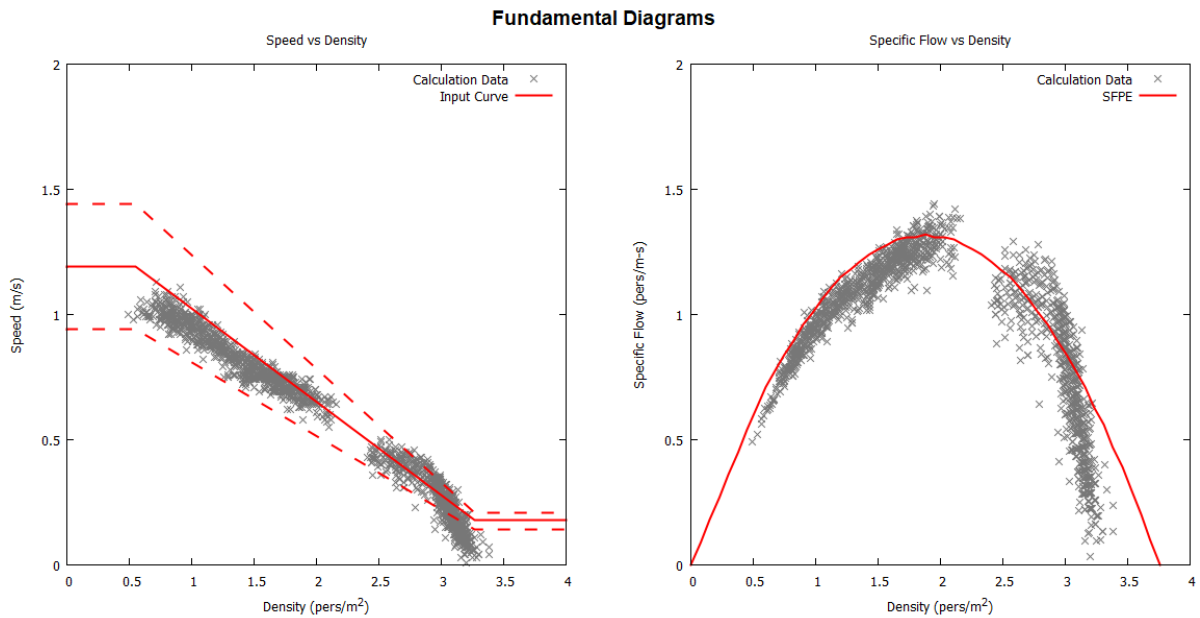 Fundamental Diagrams
Speed vs Density
2
1.5
1
0.5
0
Speed (m/s)
Calculation Data
Input Curve
0 0.5 1 1.5 2 2.5 3 3.5 4
Density (pers/m²)
Specific Flow vs Density
2
1.5
1
0.5
0
Specific Flow (pers/m-s)
Calculation Data
SFPE
0 0.5 1 1.5 2 2.5 3 3.5 4
Density (pers/m²)